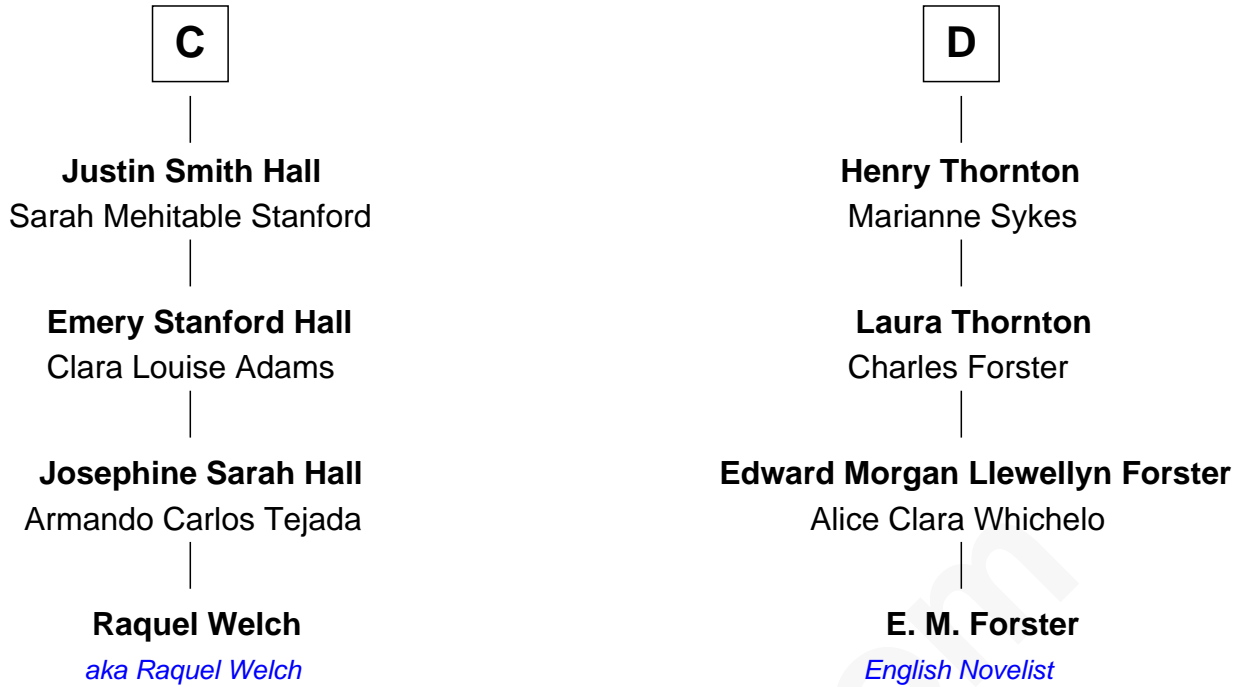 C
Justin Smith Hall
Sarah Mehitable Stanford
Emery Stanford Hall
Clara Louise Adams
Josephine Sarah Hall
Armando Carlos Tejada
Raquel Welch
aka Raquel Welch
D
Henry Thornton
Marianne Sykes
Laura Thornton
Charles Forster
Edward Morgan Llewellyn Forster
Alice Clara Whichelo
E. M. Forster
English Novelist